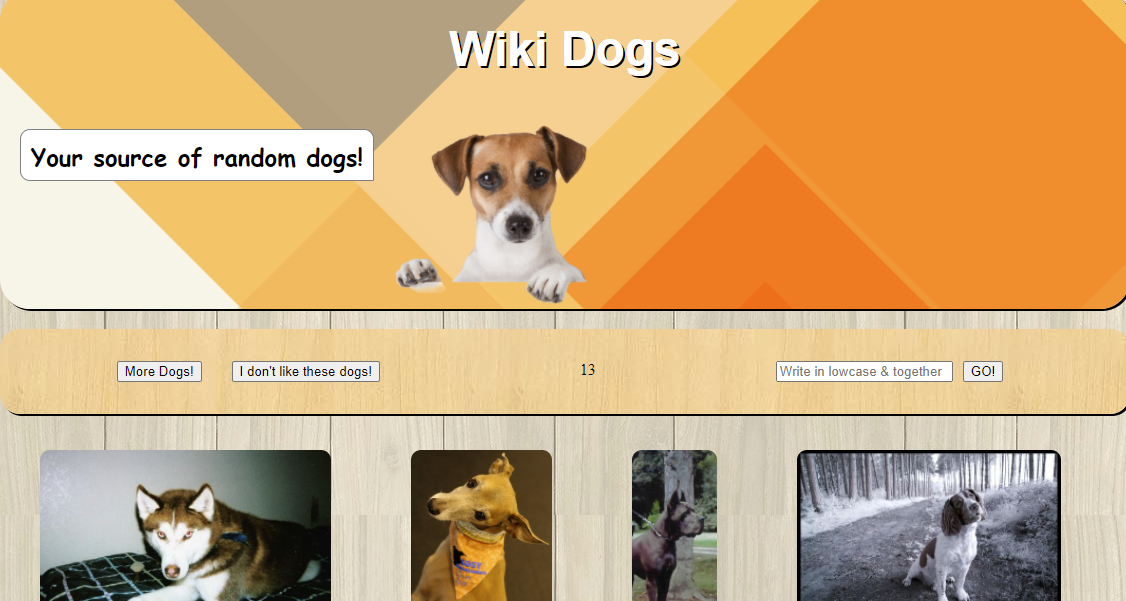 Wiki Dogs
Your source of random dogs!
More Dogs!
I don't like these dogs!
13
Write in lowcase & together
GO!